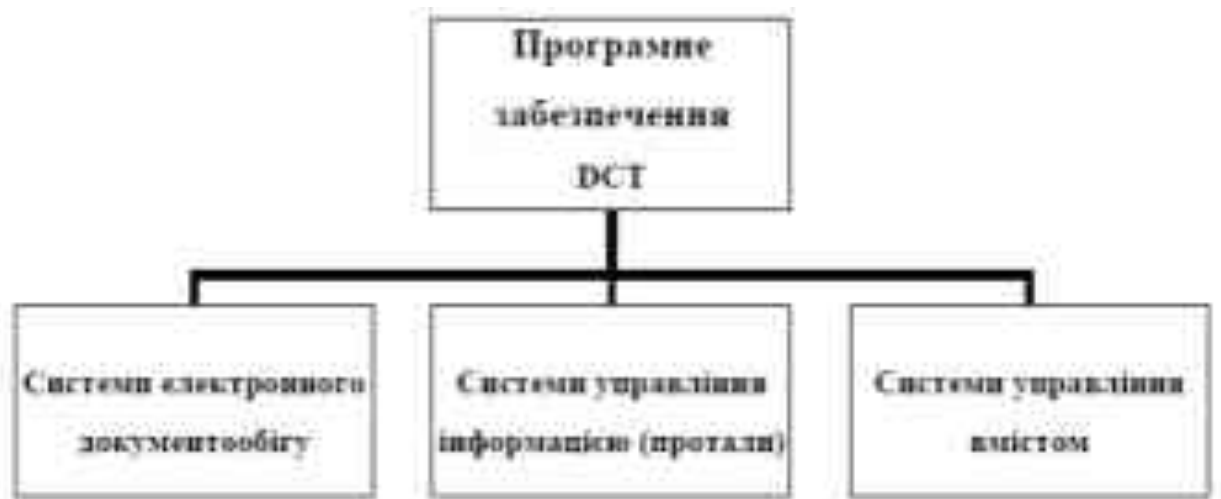 Програмне
забезпечення
DCT
Системи електронного
документообігу
Системи управління
інформацією (протали)
Системи управління
вмістом